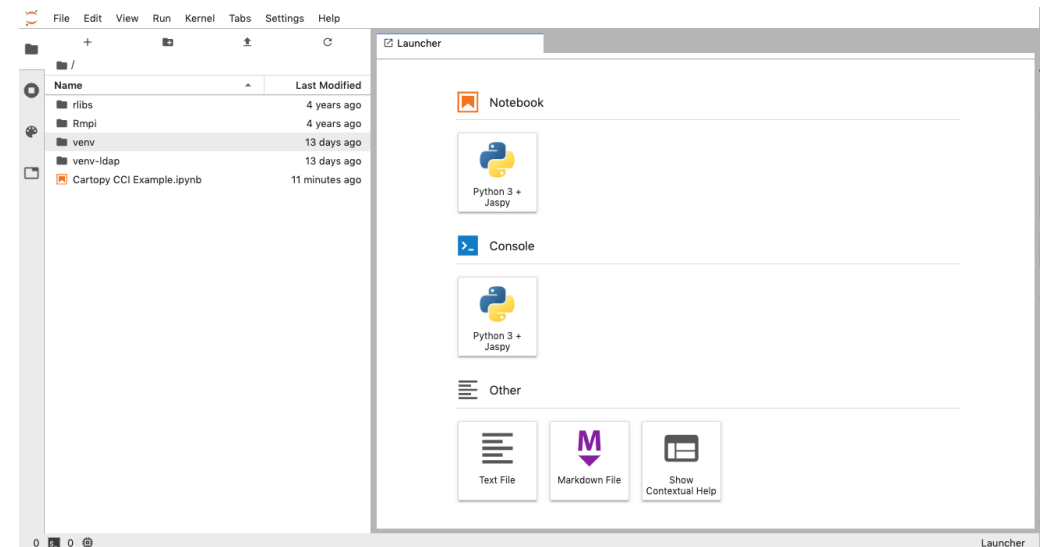 File Edit View Run Kernel Tabs Settings Help
/
Name Last Modified
rlibs 4 years ago
Rmpi 4 years ago
venv 13 days ago
venv-ldap 13 days ago
Cartopy CCI Example.ipynb 11 minutes ago
Launcher
Notebook
Python 3 +
Jaspy
Console
Python 3 +
Jaspy
Other
Text File
M
Markdown File
Show
Contextual Help
0 0 Launcher